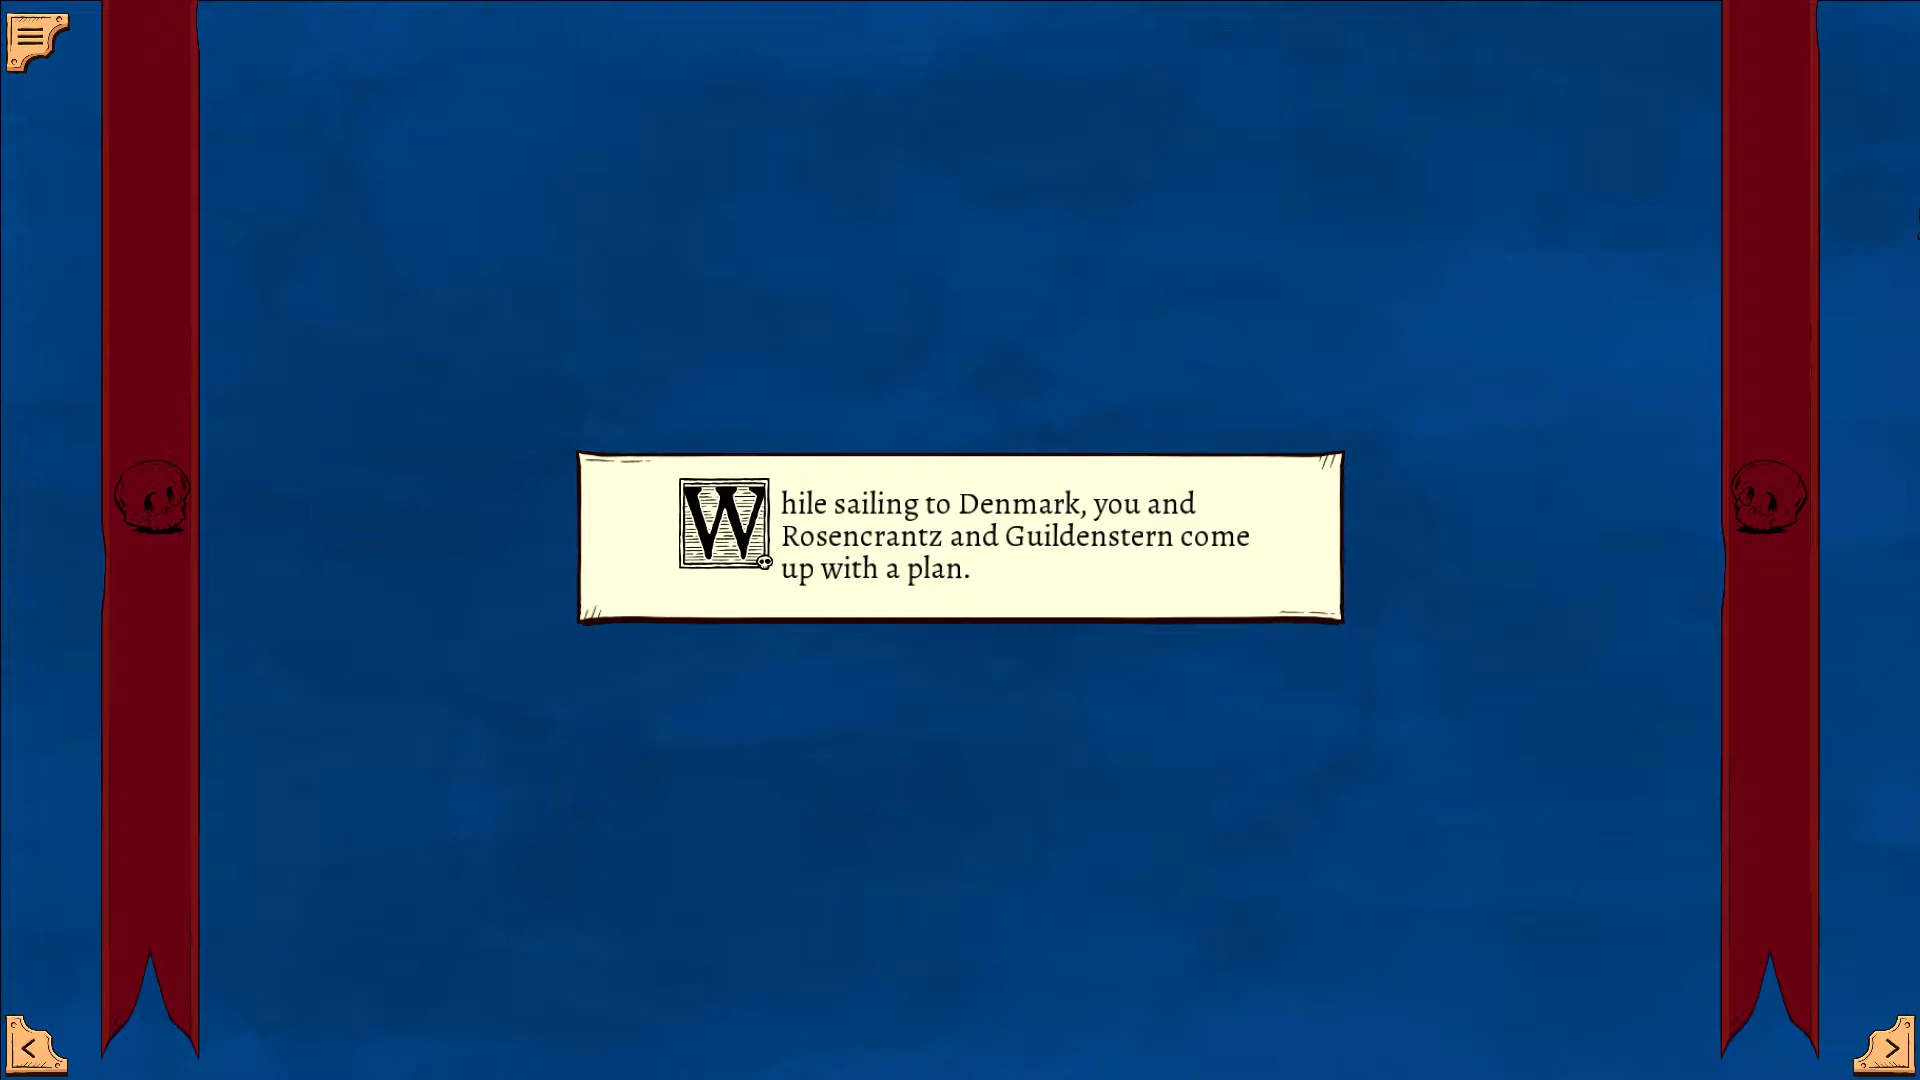 While sailing to Denmark, you and
Rosencrantz and Guildenstern come
up with a plan.